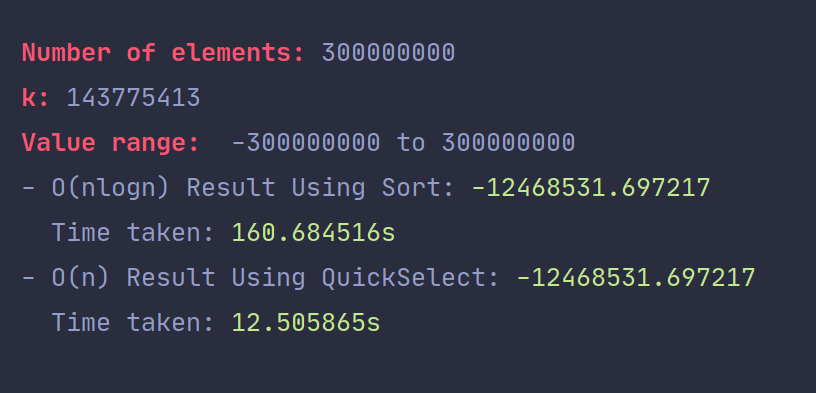 Number of elements: 300000000
k: 143775413
Value range:  -300000000 to 300000000
- O(nlogn) Result Using Sort: -12468531.697217
Time taken: 160.684516s
- O(n) Result Using QuickSelect: -12468531.697217
Time taken: 12.505865s